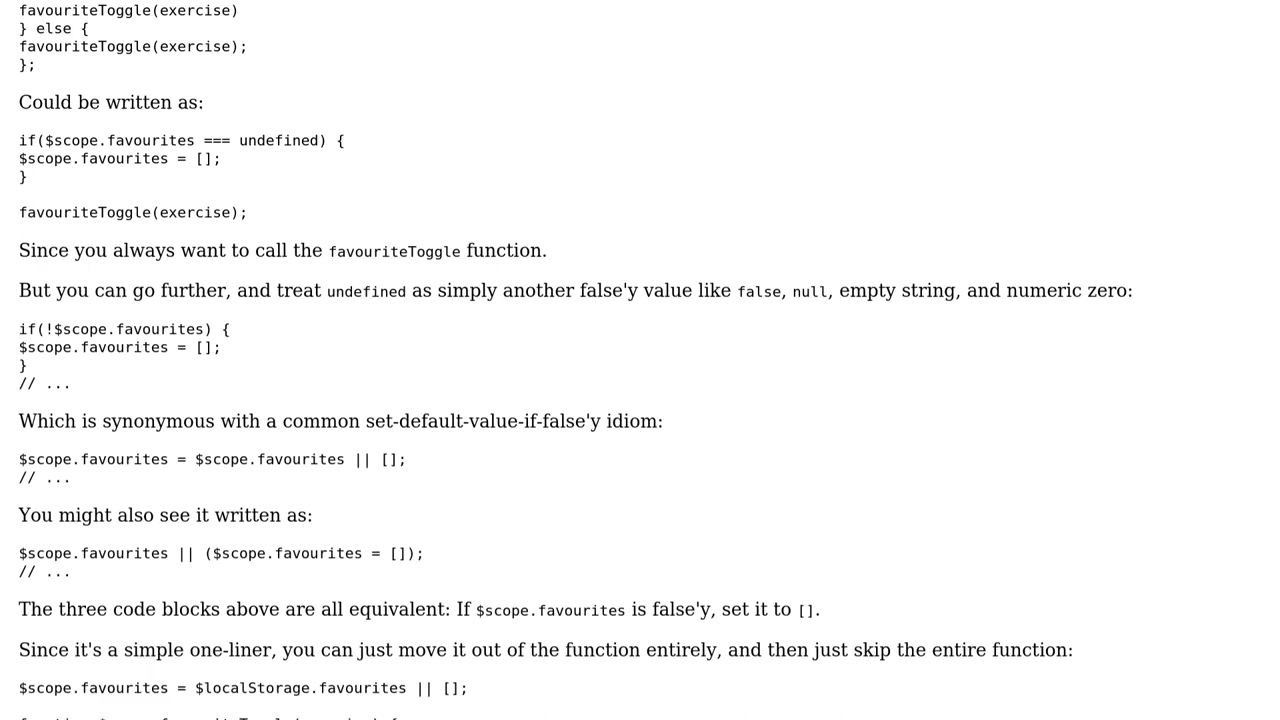 favouriteToggle(exercise)
} else {
favouriteToggle(exercise);
};
Could be written as:
if($scope.favourites === undefined) {
$scope.favourites = [];
}
favouriteToggle(exercise);
Since you always want to call the favouriteToggle function.
But you can go further, and treat undefined as simply another false'y value like false, null, empty string, and numeric zero:
if(!$scope.favourites) {
$scope.favourites = [];
}
// ...
Which is synonymous with a common set-default-value-if-false'y idiom:
$scope.favourites = $scope.favourites || [];
// ...
You might also see it written as:
$scope.favourites || ($scope.favourites = []);
// ...
The three code blocks above are all equivalent: If $scope.favourites is false'y, set it to [].
Since it's a simple one-liner, you can just move it out of the function entirely, and then just skip the entire function:
$scope.favourites = $localStorage.favourites || [];